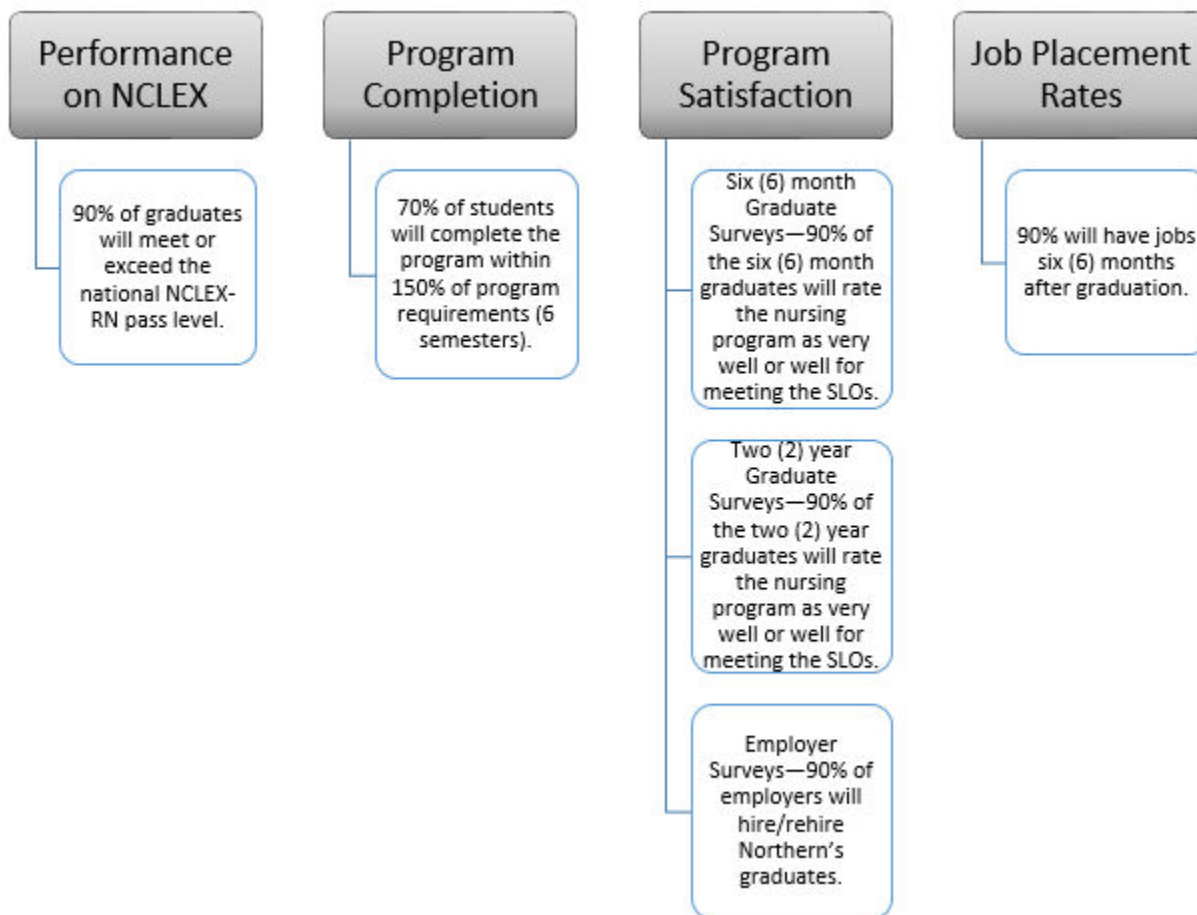 Performance
on NCLEX
90% of graduates
will meet or
exceed the
national NCLEX-
RN pass level.
Program
Completion
70% of students
will complete the
program within
150% of program
requirements (6
semesters).
Program
Satisfaction
Six (6) month
Graduate
Surveys—90% of
the six (6) month
graduates will rate
the nursing
program as very
well or well for
meeting the SLOs.
Two (2) year
Graduate
Surveys—90% of
the two (2) year
graduates will rate
the nursing
program as very
well or well for
meeting the SLOs.
Employer
Surveys—90% of
employers will
hire/rehire
Northern’s
graduates.
Job Placement
Rates
90% will have jobs
six (6) months
after graduation.